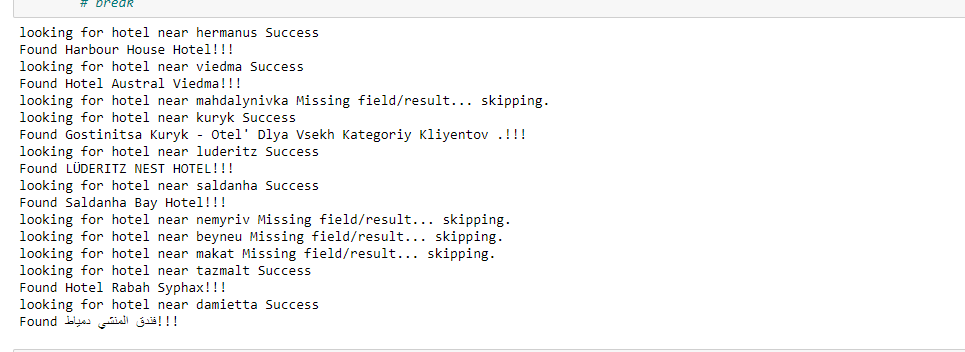 # break
looking for hotel near hermanus Success
Found Harbour House Hotel!!!
looking for hotel near viedma Success
Found Hotel Austral Viedma!!!
looking for hotel near mahdalynivka Missing field/result... skipping.
looking for hotel near kuryk Success
Found Gostinitsa Kuryk - Otel' Dlya Vsekh Kategoriy Kliyentov .!!!
looking for hotel near luderitz Success
Found LÜDERITZ NEST HOTEL!!!
looking for hotel near saldanha Success
Found Saldanha Bay Hotel!!!
looking for hotel near nemyriv Missing field/result... skipping.
looking for hotel near beyneu Missing field/result... skipping.
looking for hotel near makat Missing field/result... skipping.
looking for hotel near tazmalt Success
Found Hotel Rabah Syphax!!!
looking for hotel near damietta Success
Found فندق المنشي دمياط!!!